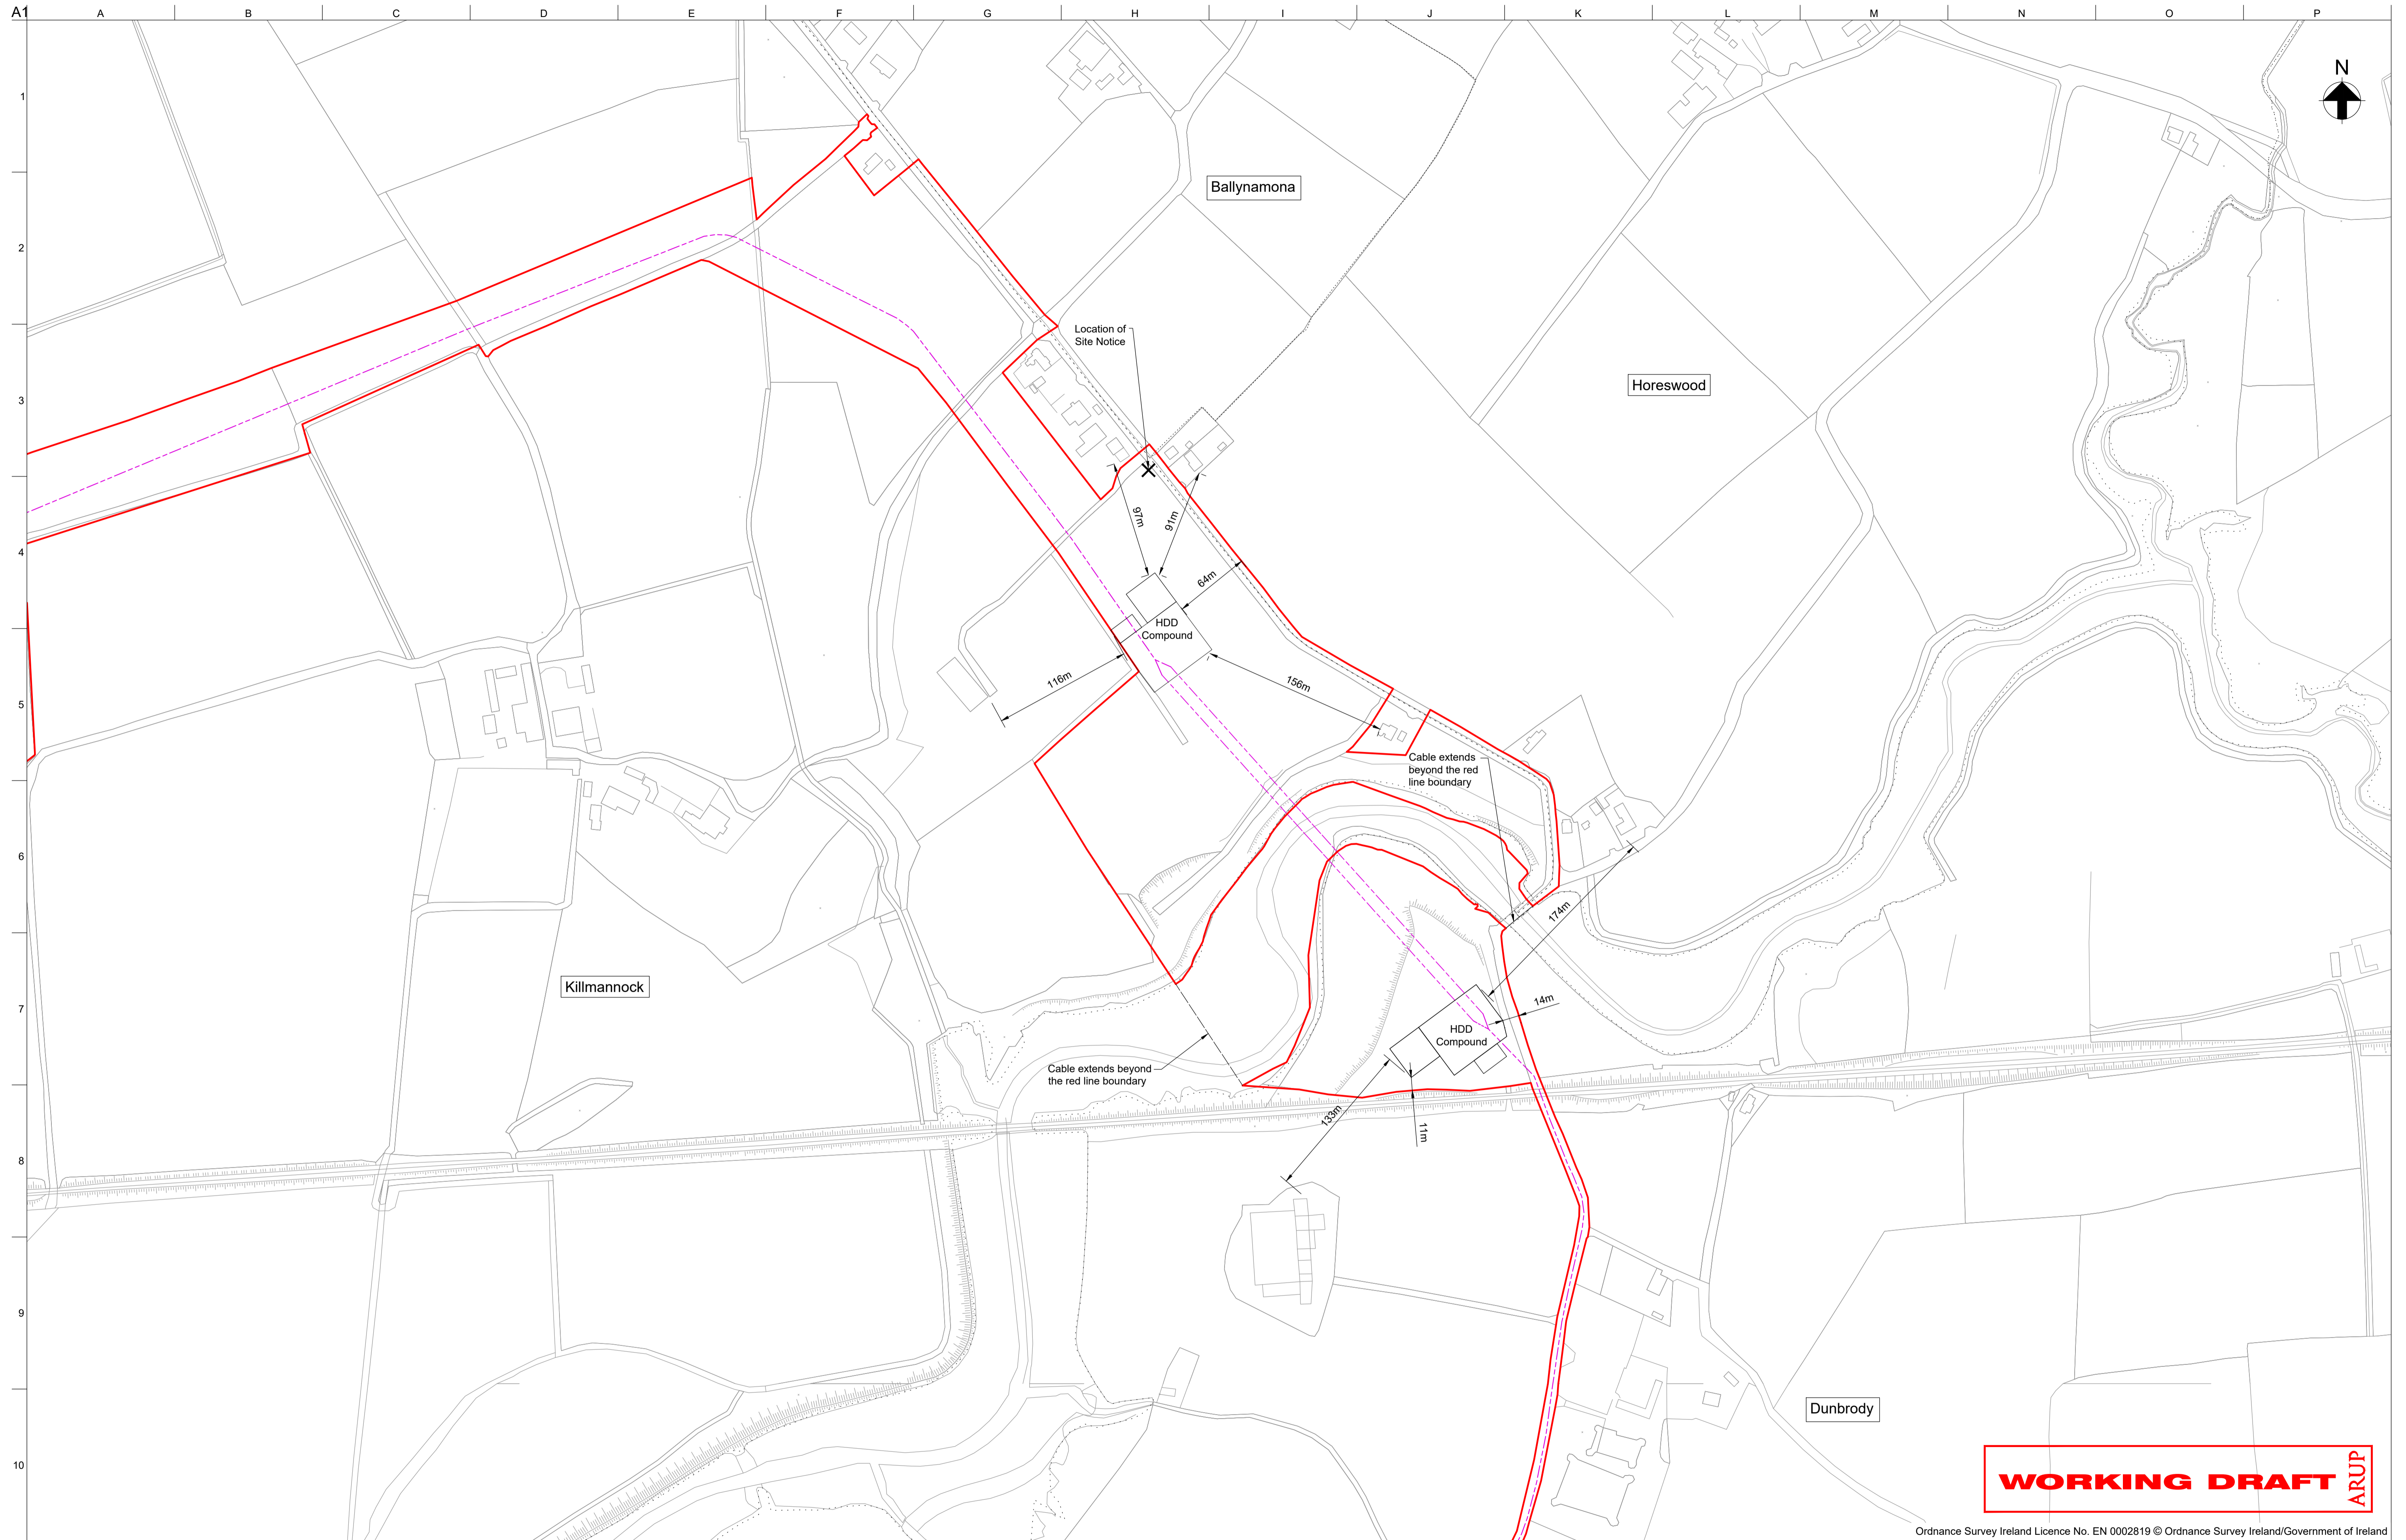 A1
A B C D E F G H I J K L M N O P
N
1
Ballynamona
2
Location of
Site Notice
Horeswood
3
97m
91m
4
64m
HDD
Compound
116m
156m
5
Cable extends
beyond the red
line boundary
6
174m
Killmannock
7
14m
HDD
Compound
Cable extends beyond
the red line boundary
133m
11m
8
9
Dunbrody
10
WORKING DRAFT
ARUP
Ordnance Survey Ireland Licence No. EN 0002819 © Ordnance Survey Ireland/Government of Ireland